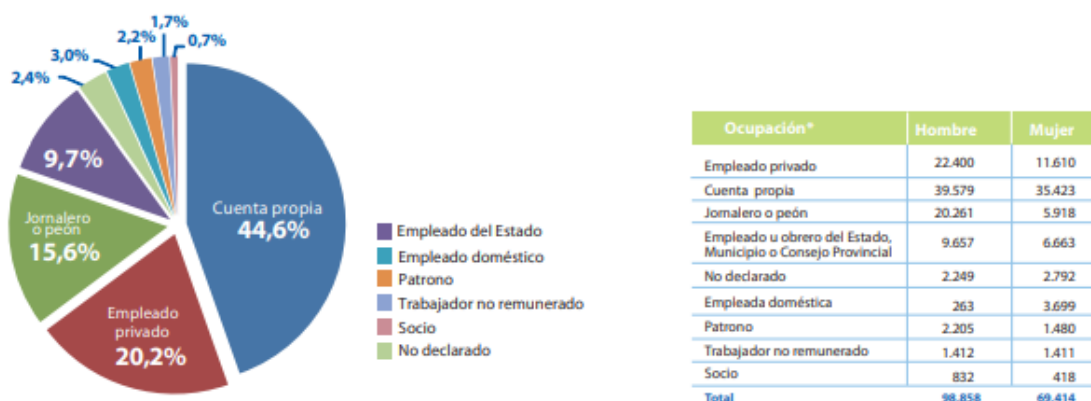 1,7%
2,2%
0,7%
3,0%
2,4%
9,7%
Cuenta propia
44,6%
Jornalero
o peón
15,6%
Empleado
privado
20,2%
Empleado del Estado
Empleado doméstico
Patrono
Trabajador no remunerado
Socio
No declarado
Ocupación* Hombre Mujer
Empleado privado 22.400 11.610
Cuenta propia 39.579 35.423
Jornalero o peón 20.261 5.918
Empleado u obrero del Estado,
Municipio o Consejo Provincial 9.657 6.663
No declarado 2.249 2.792
Empleada doméstica 263 3.699
Patrono 2.205 1.480
Trabajador no remunerado 1.412 1.411
Socio 832 418
Total 98.858 69.414